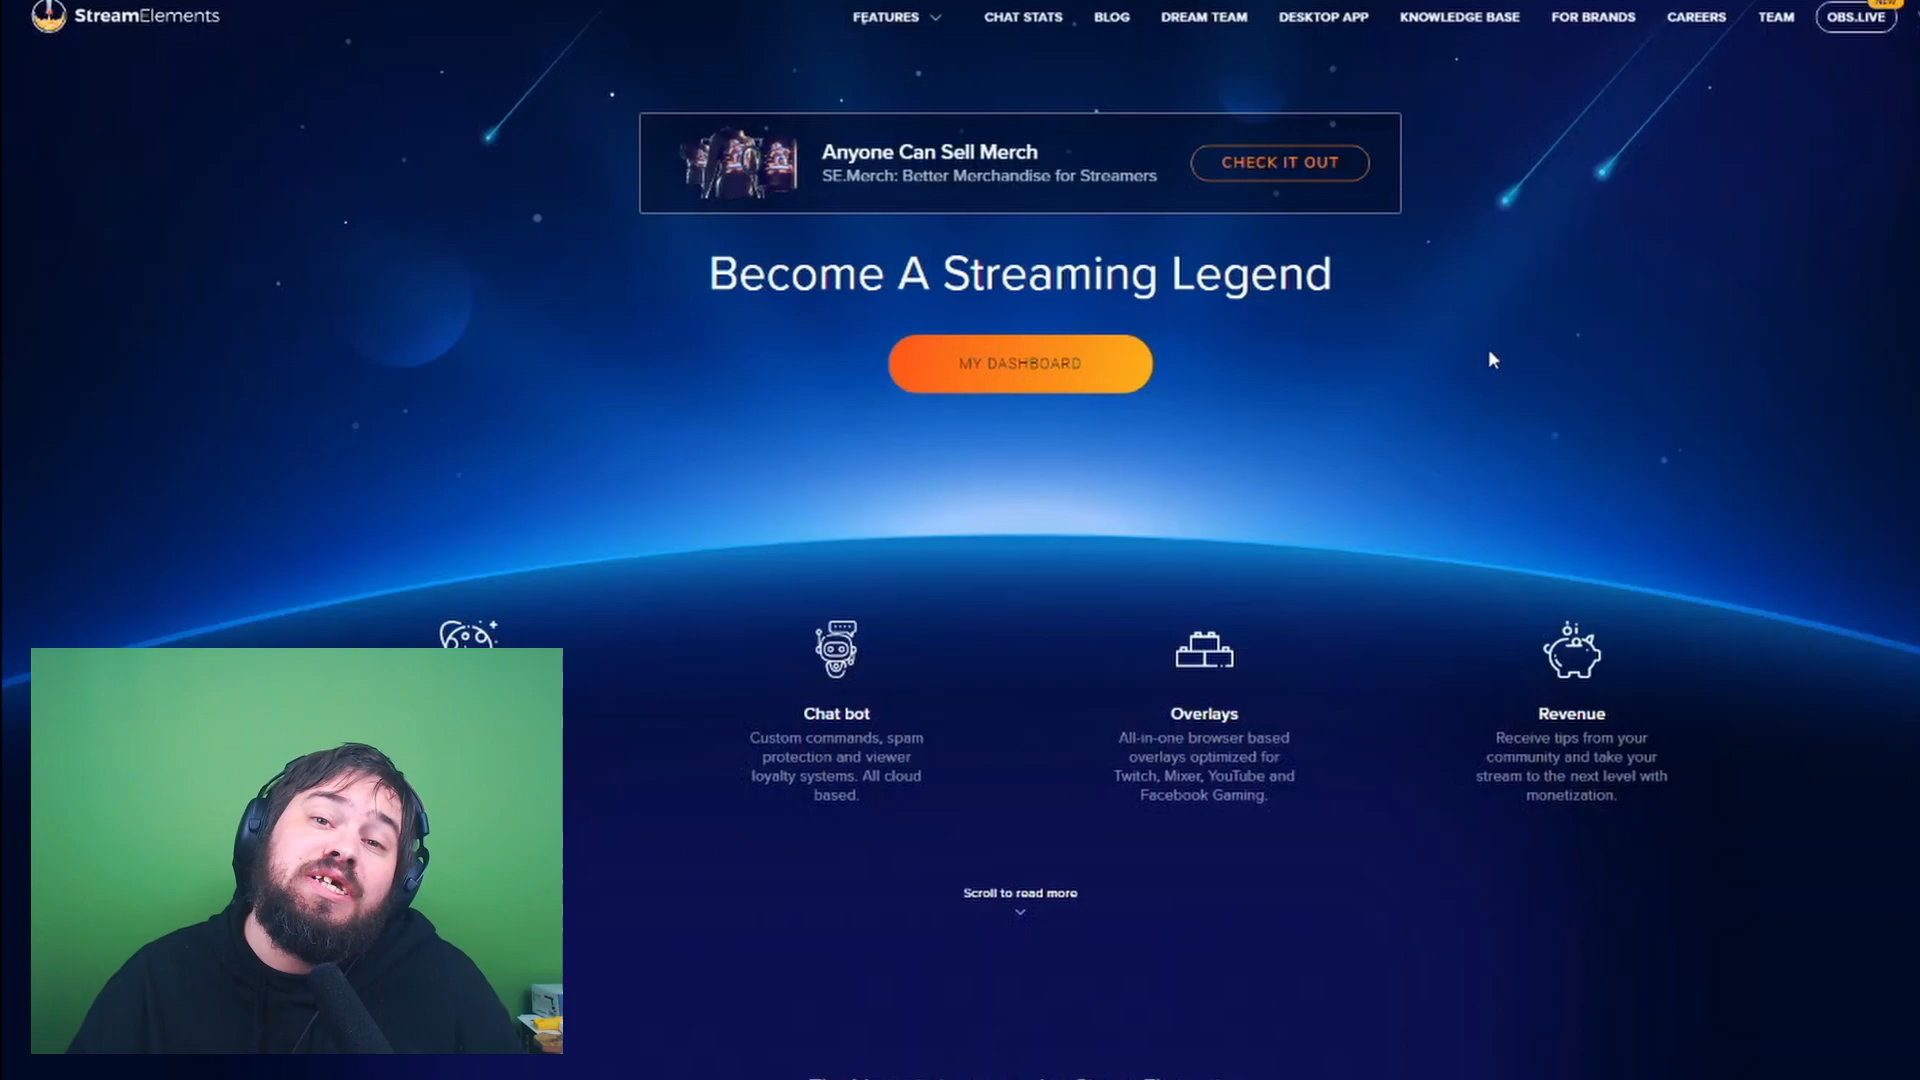 StreamElements
FEATURES
CHAT STATS
BLOG
DREAM TEAM
DESKTOP APP
KNOWLEDGE BASE
FOR BRANDS
CAREERS
TEAM
NEW
OBS.LIVE
Anyone Can Sell Merch
SE.Merch: Better Merchandise for Streamers
CHECK IT OUT
Become A Streaming Legend
MY DASHBOARD
Chat bot
Custom commands, spam
protection and viewer
loyalty systems. All cloud
based.
Overlays
All-in-one browser based
overlays optimized for
Twitch, Mixer, YouTube and
Facebook Gaming.
Revenue
Receive tips from your
community and take your
stream to the next level with
monetization.
Scroll to read more